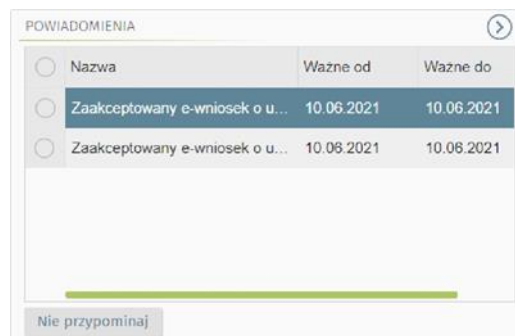 POWIADOMIENIA
Nazwa Ważne od Ważne do
Zaakceptowany e-wniosek o u... 10.06.2021 10.06.2021
Zaakceptowany e-wniosek o u... 10.06.2021 10.06.2021
Nie przypominaj